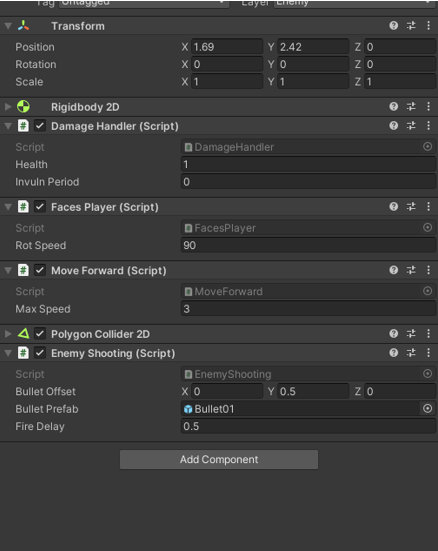 Tag Untagged Layer Enemy
Transform
Position X 1.69 Y 2.42 Z 0
Rotation X 0 Y 0 Z 0
Scale X 1 Y 1 Z 1
Rigidbody 2D
Damage Handler (Script)
Script # DamageHandler
Health 1
Invuln Period 0
# Faces Player (Script)
Script # FacesPlayer
Rot Speed 90
# Move Forward (Script)
Script # MoveForward
Max Speed 3
Polygon Collider 2D
# Enemy Shooting (Script)
Script # EnemyShooting
Bullet Offset X 0 Y 0.5 Z 0
Bullet Prefab Bullet01
Fire Delay 0.5
Add Component